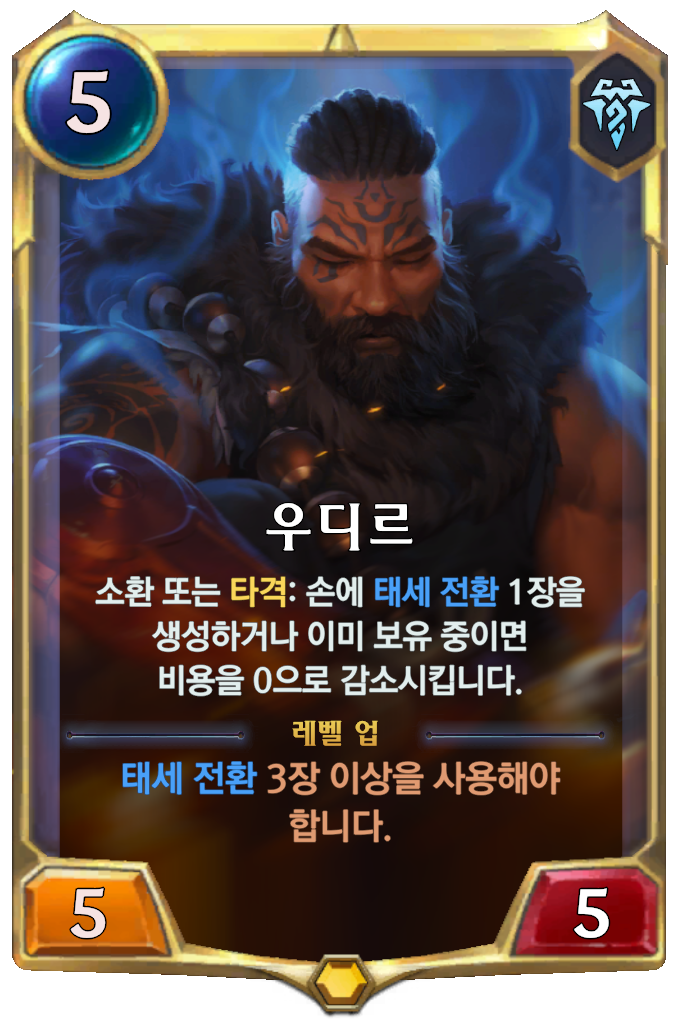 5
우디르
소환 또는 타격: 손에 태세 전환 1장을
생성하거나 이미 보유 중이면
비용을 0으로 감소시킵니다.
레벨 업
태세 전환 3장 이상을 사용해야
합니다.
5
5